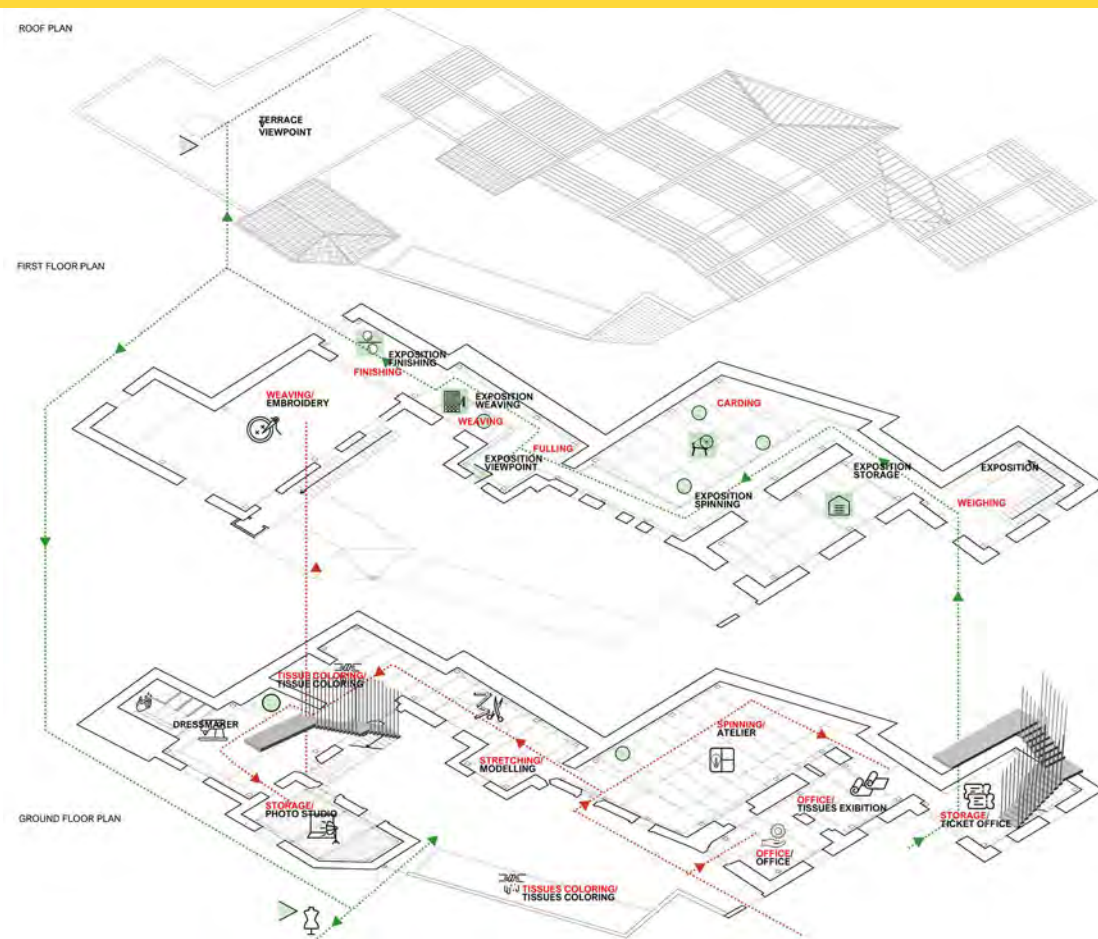 ROOF PLAN
TERRACE
VIEWPOINT
FIRST FLOOR PLAN
EXPOSITION
FINISHING
FINISHING
WEAVING/
EMBROIDERY
EXPOSITION
WEAVING
WEAVING
CARDING
FULLING
EXPOSITION
VIEWPOINT
EXPOSITION
STORAGE
EXPOSITION
EXPOSITION
SPINNING
WEIGHING
TISSUE COLORING/
TISSUE COLORING
DRESSMAKER
SPINNING/
ATELIER
STRETCHING/
MODELLING
STORAGE/
PHOTO STUDIO
OFFICE/
TISSUES EXIBITION
STORAGE/
TICKET OFFICE
GROUND FLOOR PLAN
OFFICE/
OFFICE
TISSUES COLORING/
TISSUES COLORING